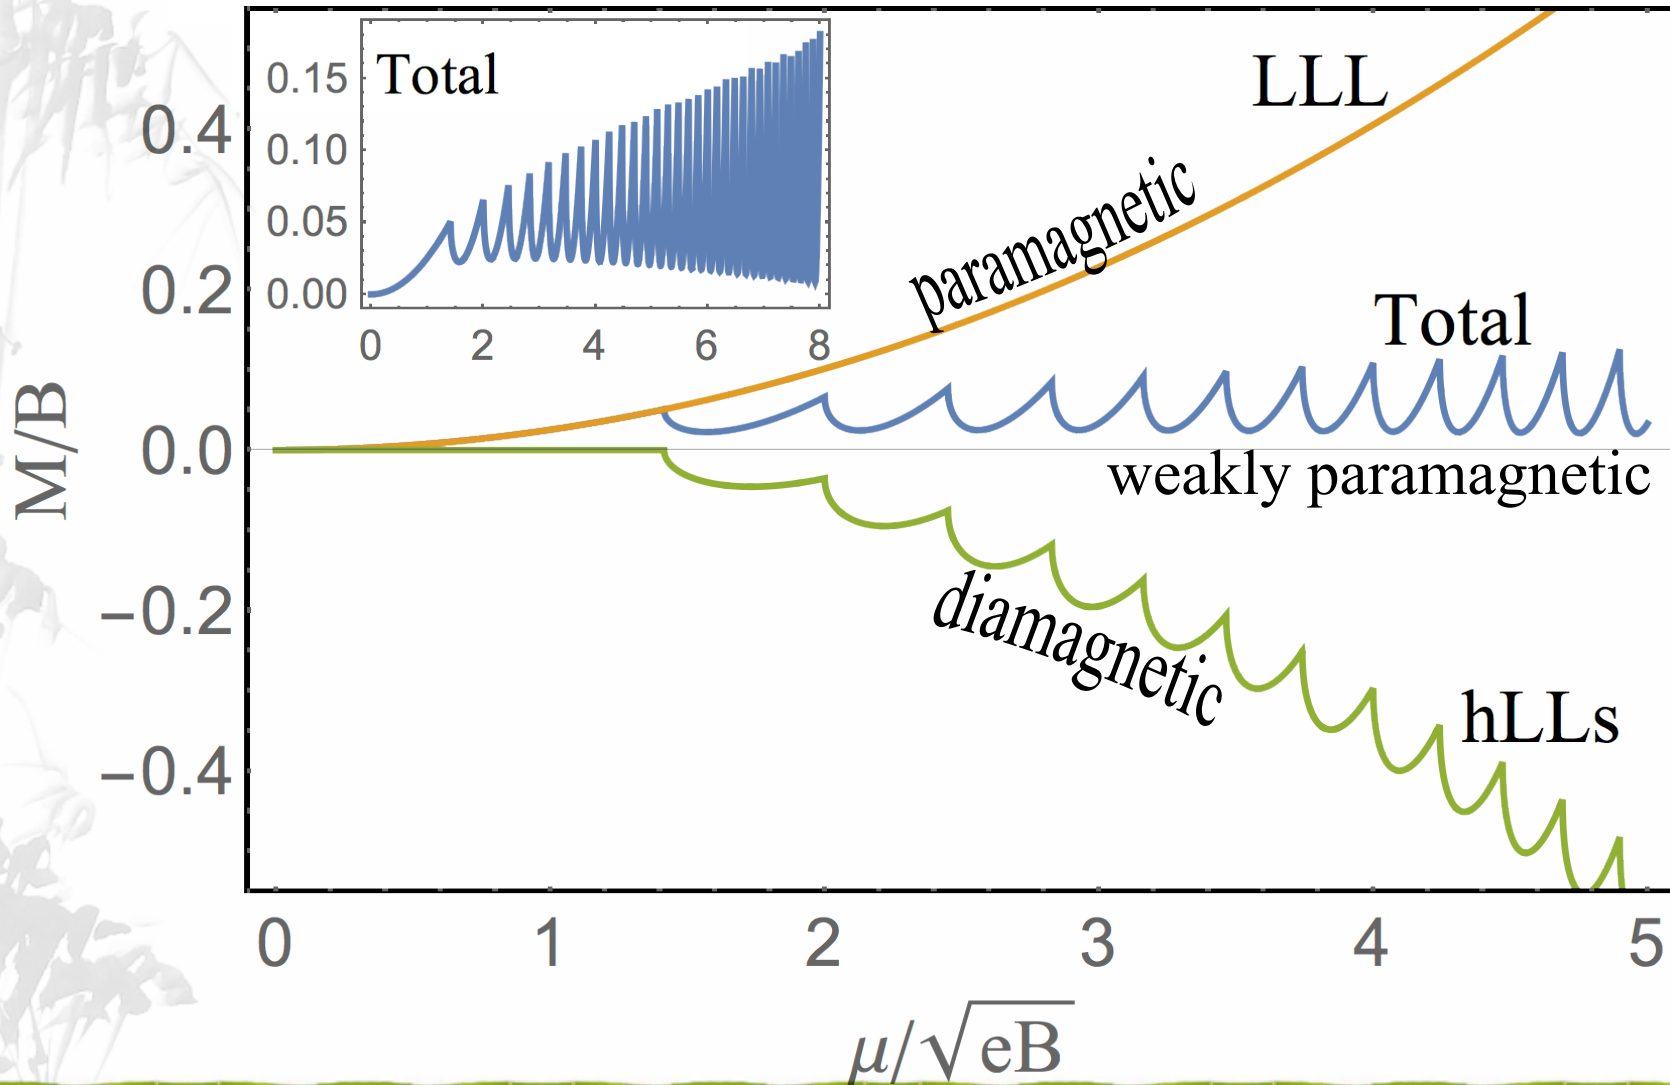 Total
0.15
0.10
0.05
0.00
0 2 4 6 8
LLL
paramagnetic
Total
weakly paramagnetic
diamagnetic
hLLs
M/B
0.4
0.2
0.0
−0.2
−0.4
0 1 2 3 4 5
μ/√eB